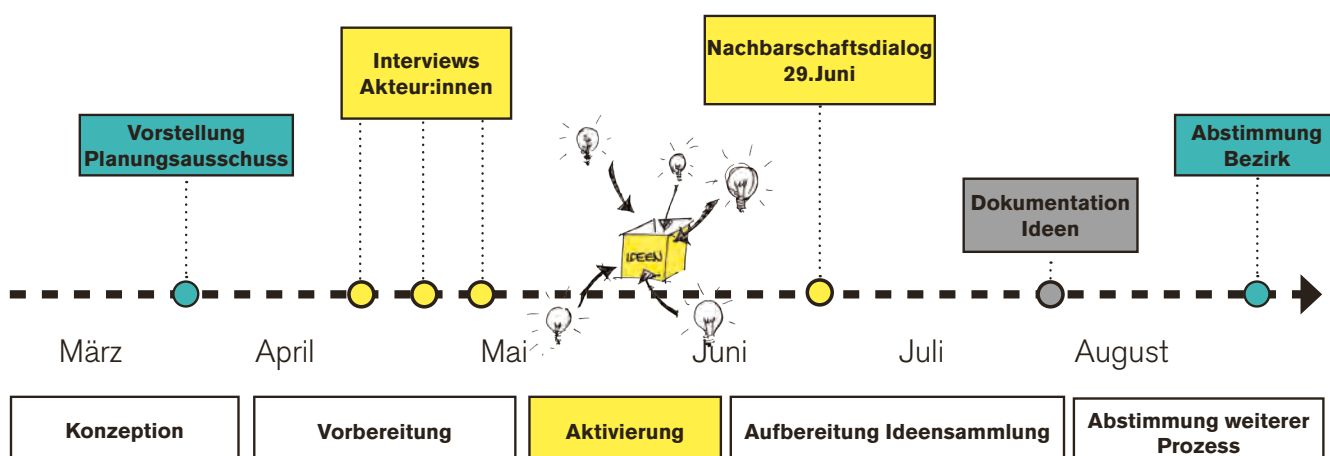 Interviews
Akteur:innen
Nachbarschaftsdialog
29.Juni
Vorstellung
Planungsausschuss
Abstimmung
Bezirk
Dokumentation
Ideen
IDEEN
März
April
Mai
Juni
Juli
August
Konzeption
Vorbereitung
Aktivierung
Aufbereitung Ideensammlung
Abstimmung weiterer
Prozess